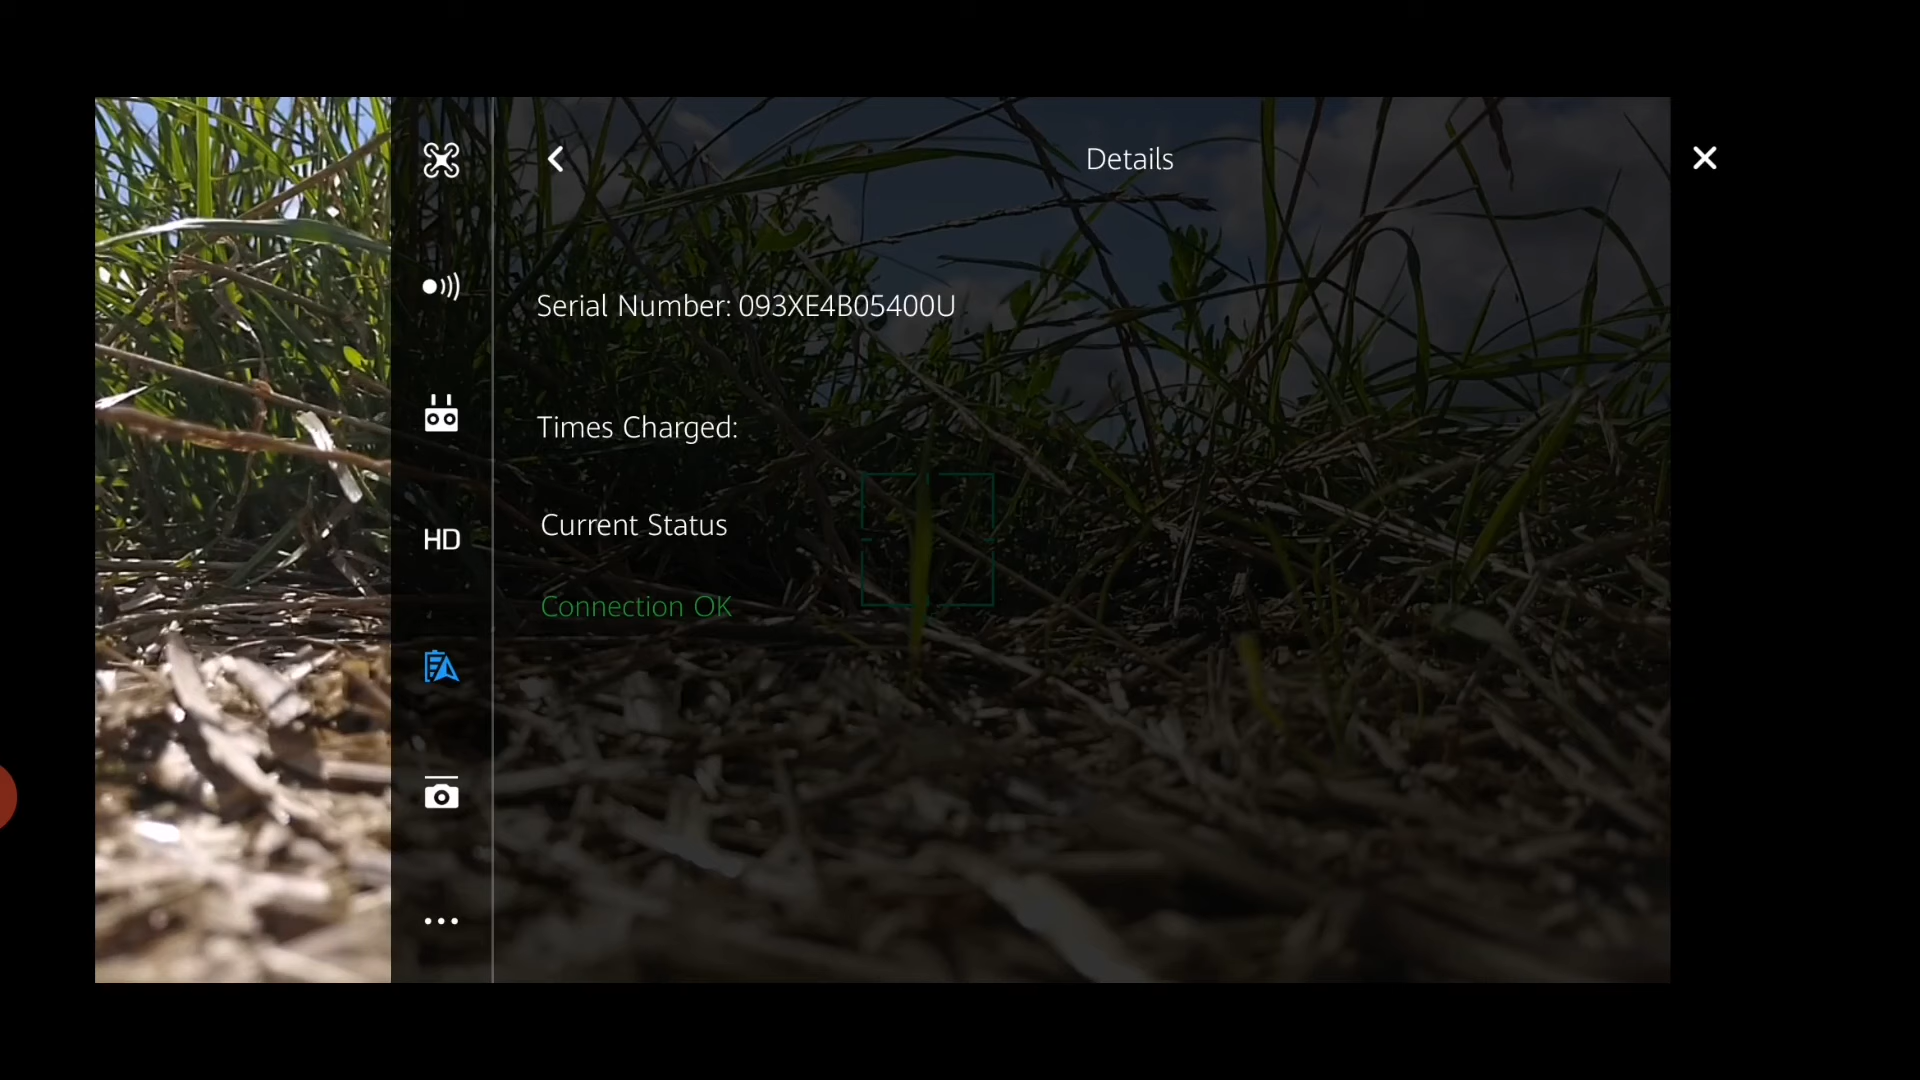 Details
Serial Number: 093XE4B05400U
Times Charged:
Current Status
HD
Connection OK